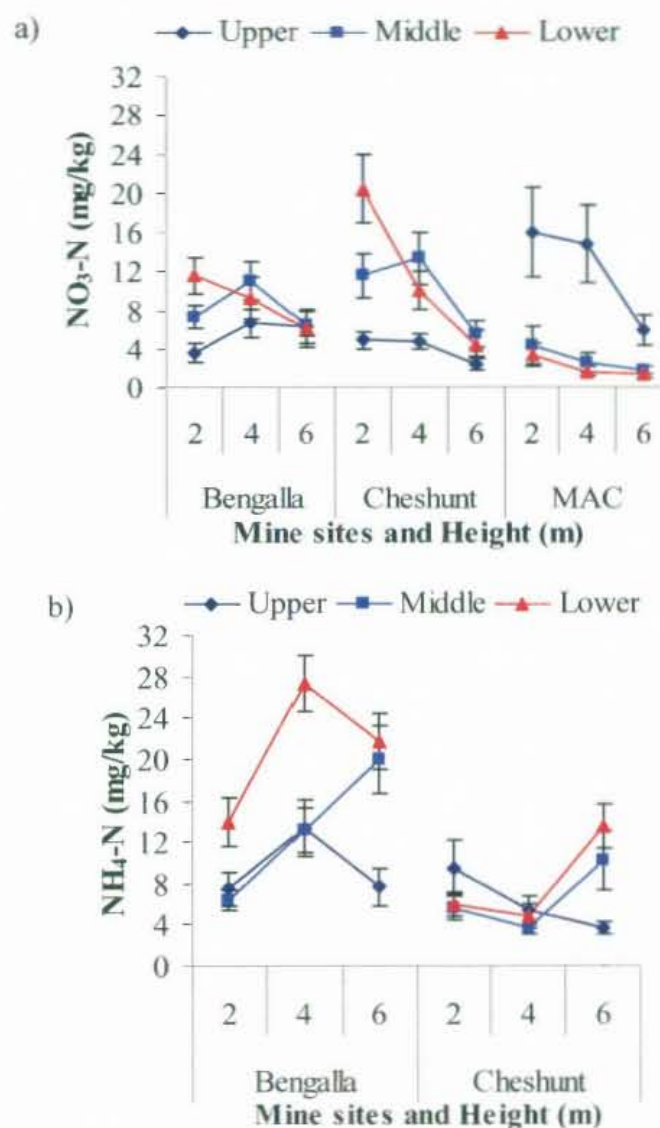 a)
Upper Middle Lower
NO₃-N (mg/kg)
32
28
24
20
16
12
8
4
0
2 4 6 2 4 6 2 4 6
Bengalla Cheshunt MAC
Mine sites and Height (m)
b)
Upper Middle Lower
NH₄-N (mg/kg)
32
28
24
20
16
12
8
4
0
2 4 6 2 4 6
Bengalla Cheshunt
Mine sites and Height (m)